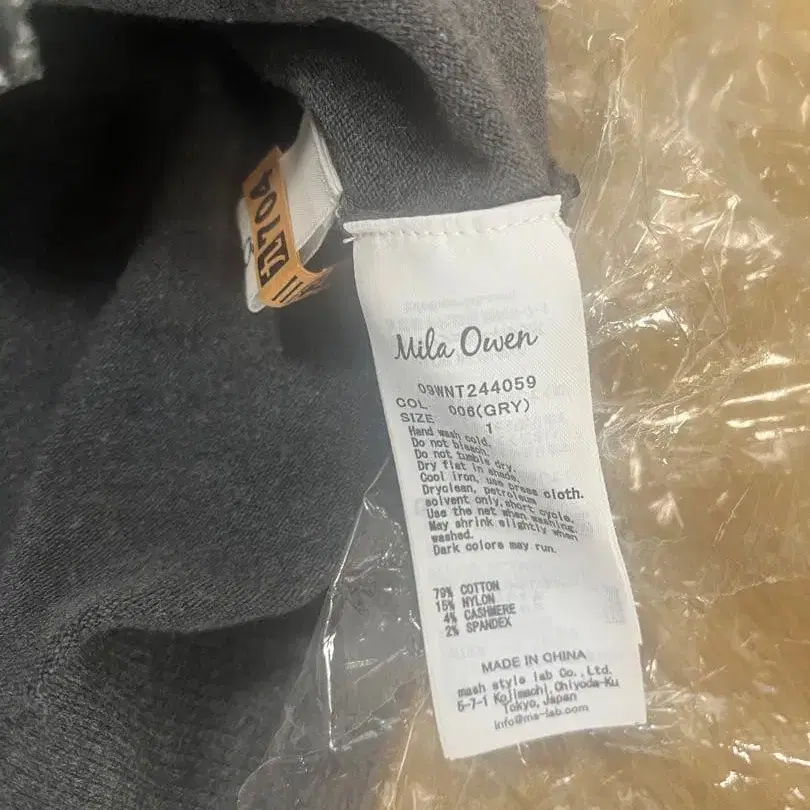 Mila Owen
09WNT244059
COL 006(GRY)
SIZE 1
Hand wash cold.
Do not bleach.
Do not tumble dry.
Dry flat in shade.
Cool iron, use press cloth.
Dryclean, petroleum
solvent only, short cycle.
Use the net when washing.
May shrink slightly when
washed.
Dark colors may run.
79% COTTON
15% NYLON
4% CASHMERE
2% SPANDEX
MADE IN CHINA
mash style lab Co., Ltd.
5-7-1 Kojimachi, Chiyoda-Ku
Tokyo, Japan
info@ms-lab.com